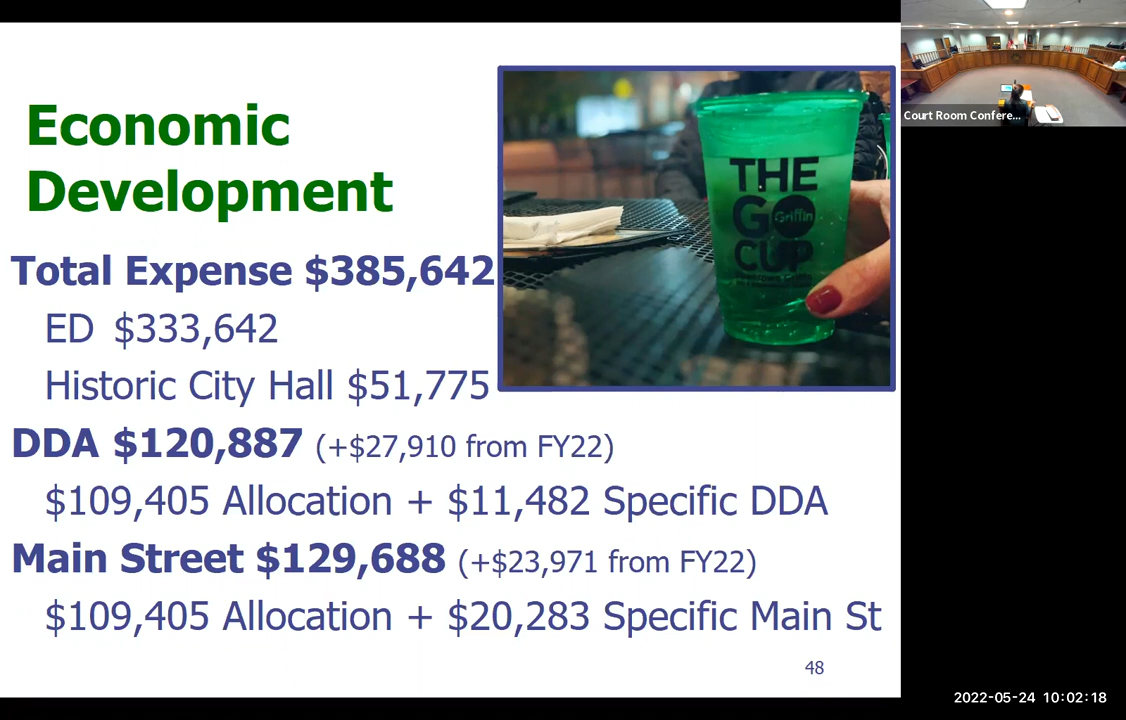 Economic
Development
Total Expense $385,642
ED $333,642
Historic City Hall $51,775
DDA $120,887 (+$27,910 from FY22)
$109,405 Allocation + $11,482 Specific DDA
Main Street $129,688 (+$23,971 from FY22)
$109,405 Allocation + $20,283 Specific Main St
48
THE
GO
Griffin
CUP
Court Room Confere...
2022-05-24 10:02:18